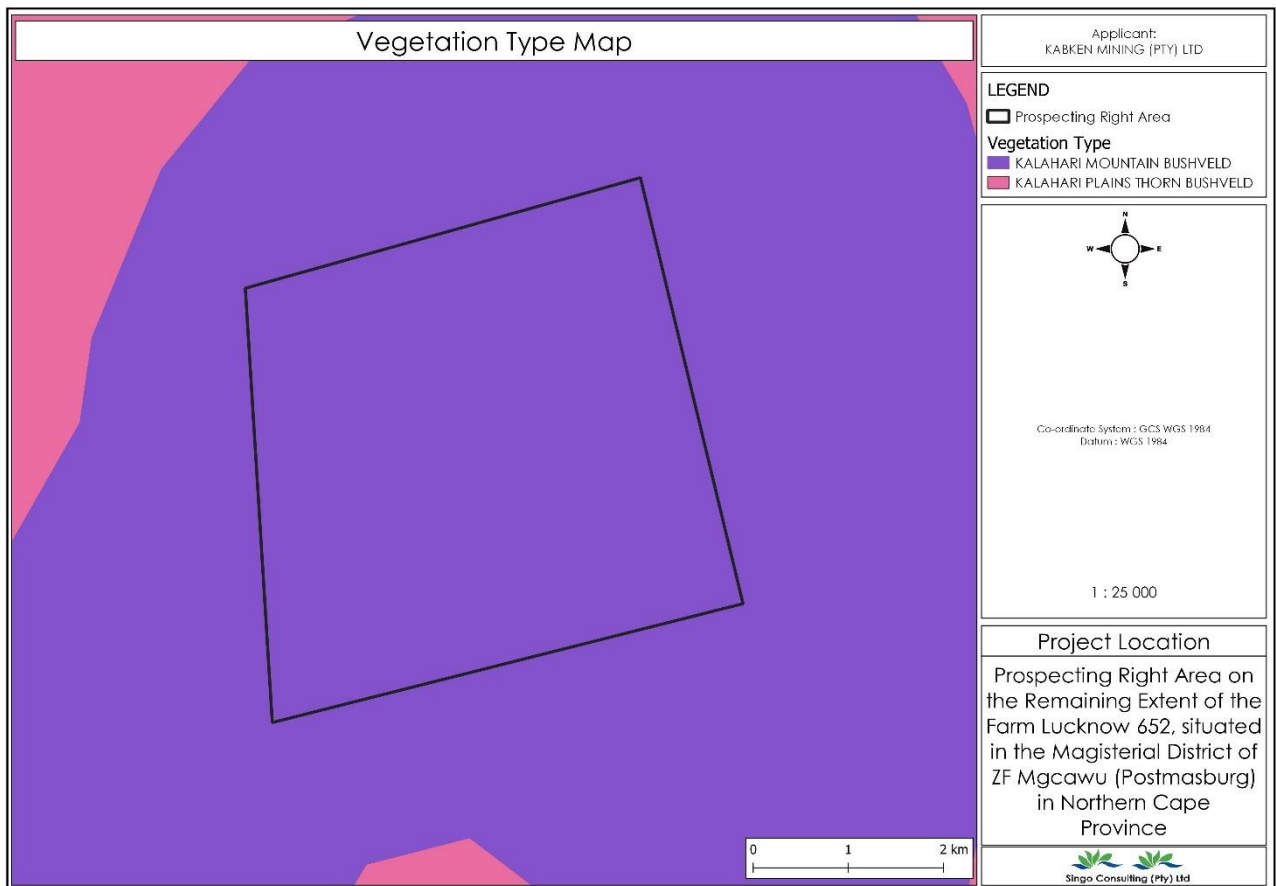 Vegetation Type Map
Applicant:
KABKEN MINING (PTY) LTD
LEGEND
Prospecting Right Area
Vegetation Type
KALAHARI MOUNTAIN BUSHVELD
KALAHARI PLAINS THORN BUSHVELD
N
W E
S
Co-ordinate System : GCS WGS 1984
Datum : WGS 1984
1 : 25 000
Project Location
Prospecting Right Area on
the Remaining Extent of the
Farm Lucknow 652, situated
in the Magisterial District of
ZF Mgcawu (Postmasburg)
in Northern Cape
Province
0 1 2 km
Singo Consulting (Pty) Ltd